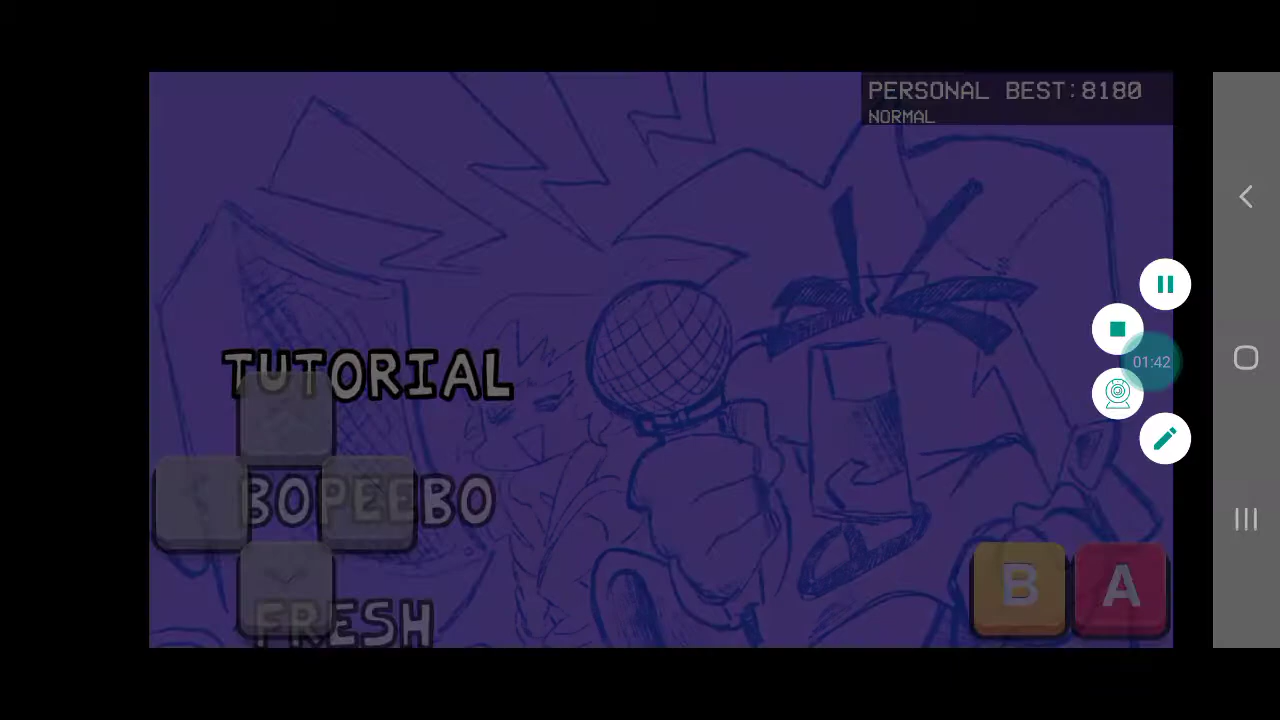 PERSONAL BEST:8180
NORMAL
TUTORIAL
01:42
BOPEEBO
B A
FRESH